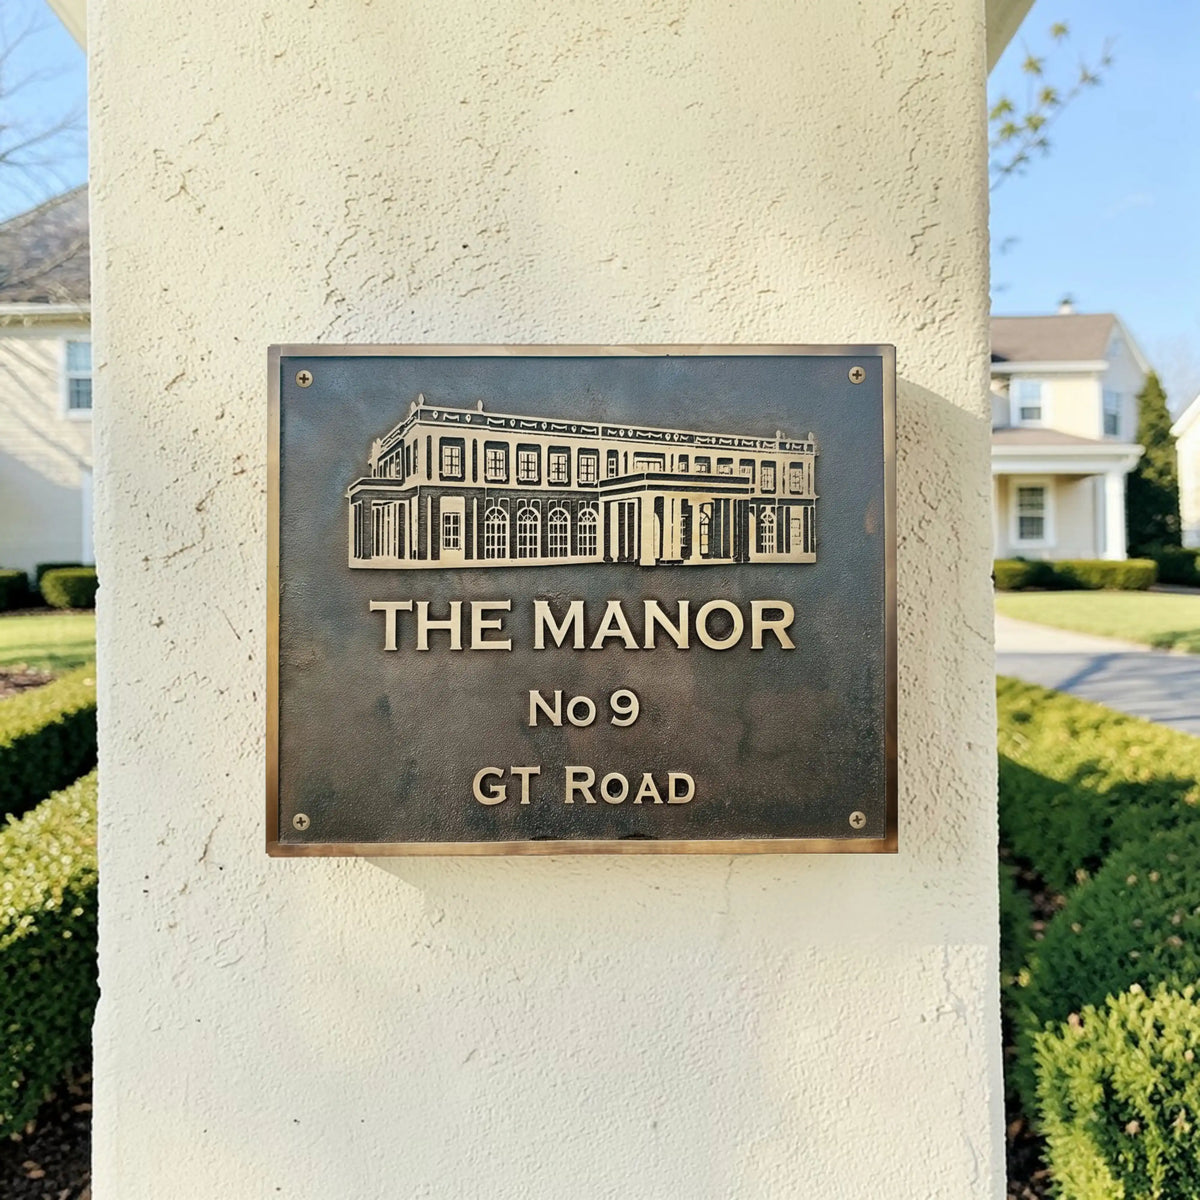 THE MANOR
No 9
GT ROAD